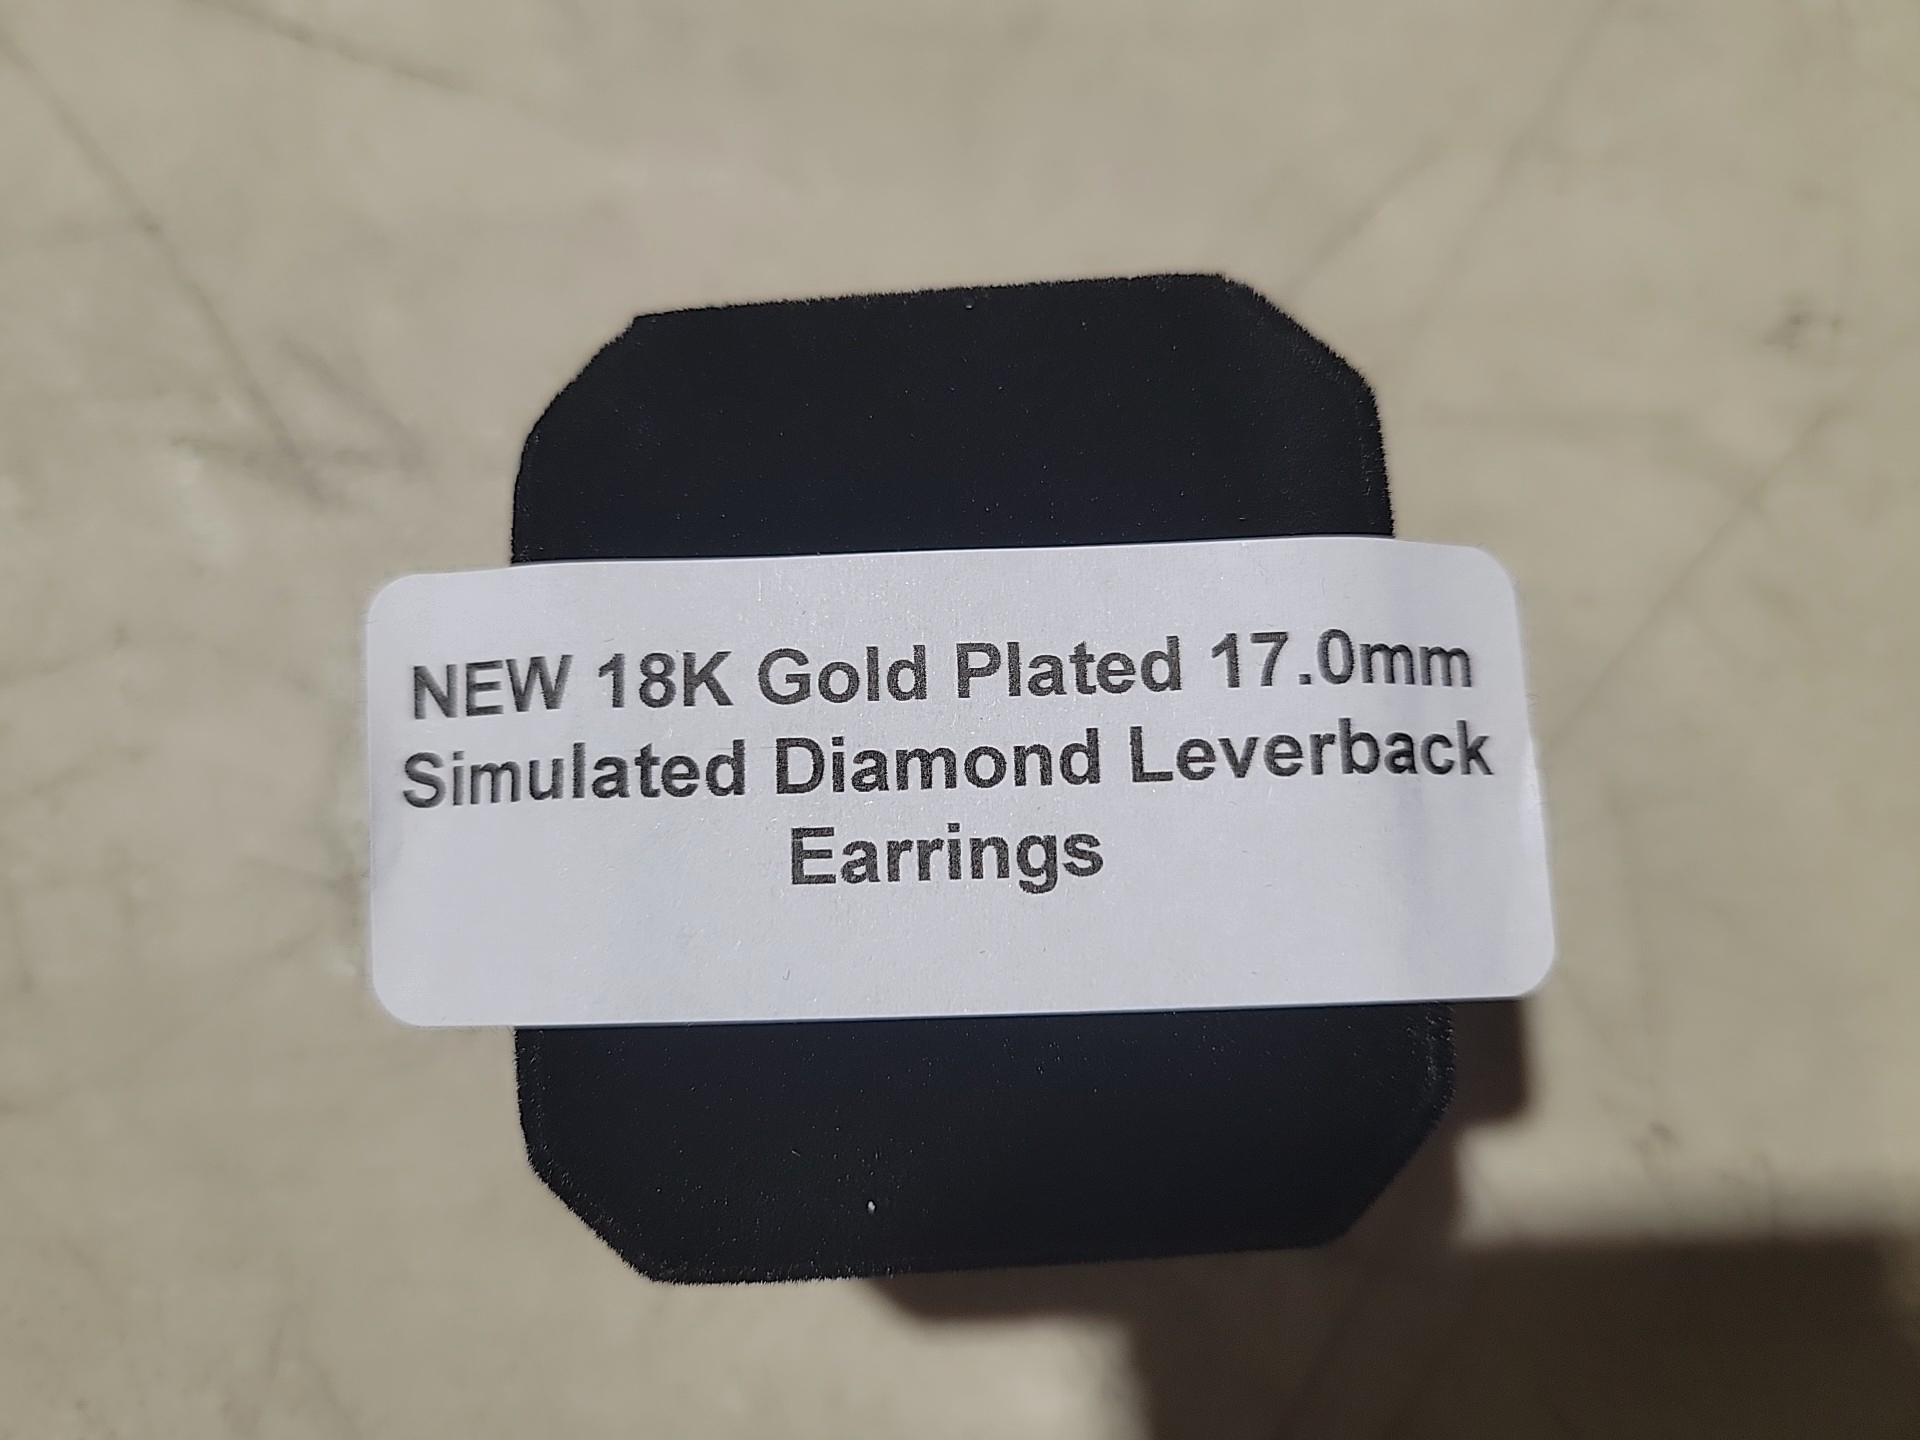 NEW 18K Gold Plated 17.0mm
Simulated Diamond Leverback
Earrings